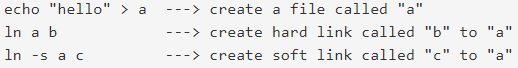 echo "hello" > a  ---> create a file called "a"
ln a b            ---> create hard link called "b" to "a"
ln -s a c         ---> create soft link called "c" to "a"